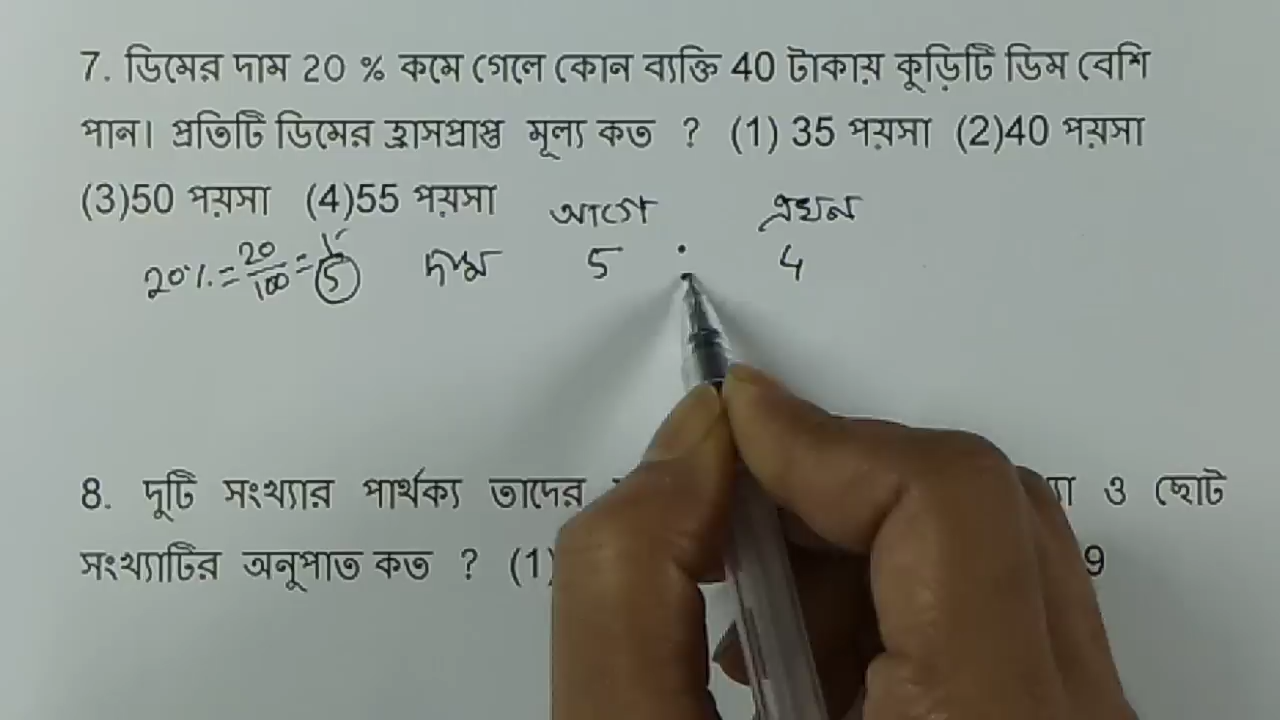 7. ডিমের দাম 20 % কমে গেলে কোন ব্যক্তি 40 টাকায় কুড়িটি ডিম বেশি
পান। প্রতিটি ডিমের হ্রাসপ্রাপ্ত মূল্য কত ? (1) 35 পয়সা (2)40 পয়সা
(3)50 পয়সা (4)55 পয়সা
আগে এখন
20%=20/100=1/5 দাম 5 : 4
8. দুটি সংখ্যার পার্থক্য তাদের ও ছোট
সংখ্যাটির অনুপাত কত ? (1) 9